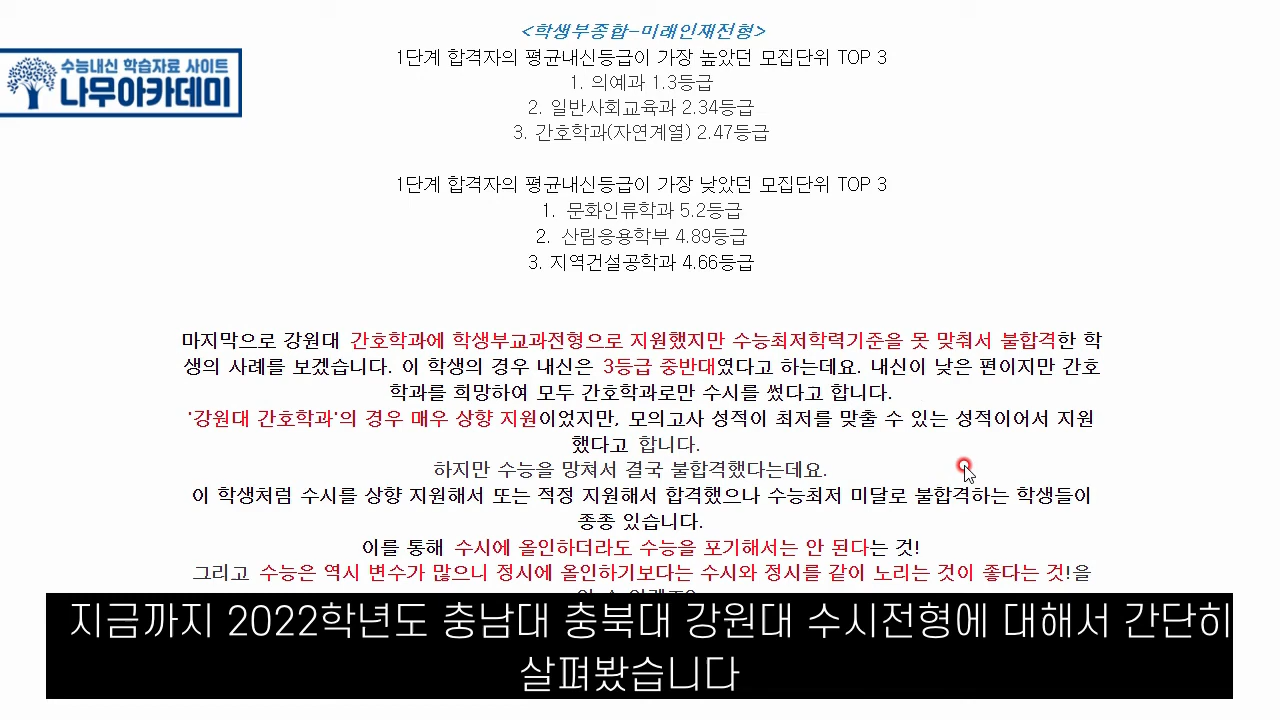 <학생부종합-미래인재전형>
1단계 합격자의 평균내신등급이 가장 높았던 모집단위 TOP 3
수능내신 학습자료 사이트
나무아카데미
1. 의예과 1.3등급
2. 일반사회교육과 2.34등급
3. 간호학과(자연계열) 2.47등급
1단계 합격자의 평균내신등급이 가장 낮았던 모집단위 TOP 3
1. 문화인류학과 5.2등급
2. 산림응용학부 4.89등급
3. 지역건설공학과 4.66등급
마지막으로 강원대 간호학과에 학생부교과전형으로 지원했지만 수능최저학력기준을 못 맞춰서 불합격한 학
생의 사례를 보겠습니다. 이 학생의 경우 내신은 3등급 중반대였다고 하는데요. 내신이 낮은 편이지만 간호
학과를 희망하여 모두 간호학과로만 수시를 썼다고 합니다.
'강원대 간호학과'의 경우 매우 상향 지원이었지만, 모의고사 성적이 최저를 맞출 수 있는 성적이어서 지원
했다고 합니다.
하지만 수능을 망쳐서 결국 불합격했다는데요.
이 학생처럼 수시를 상향 지원해서 또는 적정 지원해서 합격했으나 수능최저 미달로 불합격하는 학생들이
종종 있습니다.
이를 통해 수시에 올인하더라도 수능을 포기해서는 안 된다는 것!
그리고 수능은 역시 변수가 많으니 정시에 올인하기보다는 수시와 정시를 같이 노리는 것이 좋다는 것!을
지금까지 2022학년도 충남대 충북대 강원대 수시전형에 대해서 간단히
살펴봤습니다